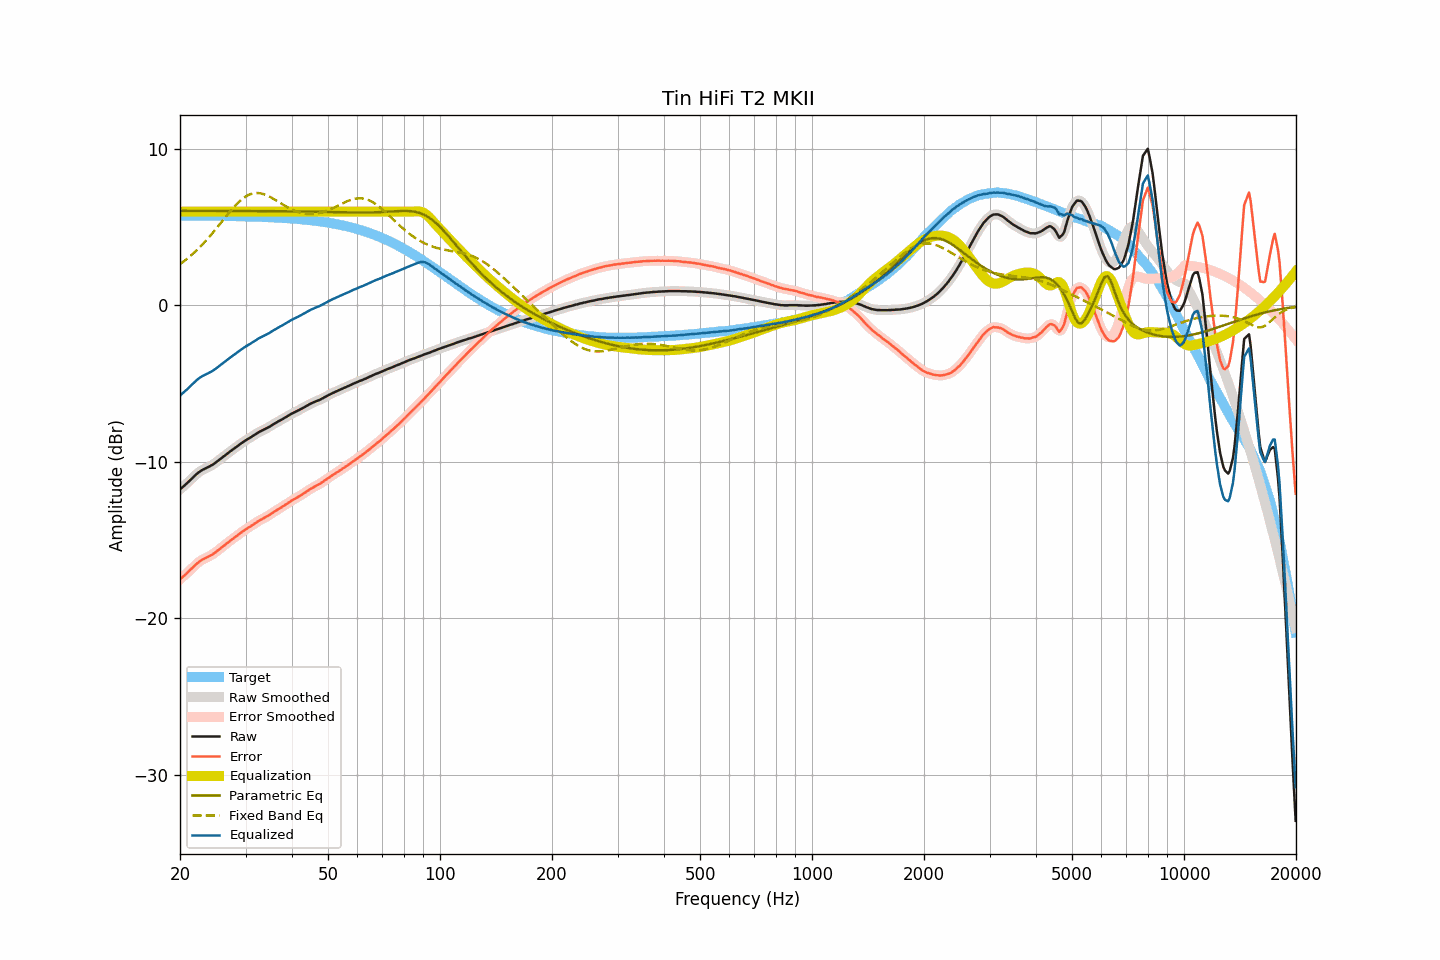 Tin HiFi T2 MKII
Amplitude (dBr)
10
0
−10
−20
−30
Target
Raw Smoothed
Error Smoothed
Raw
Error
Equalization
Parametric Eq
Fixed Band Eq
Equalized
20 50 100 200 500 1000 2000 5000 10000 20000
Frequency (Hz)